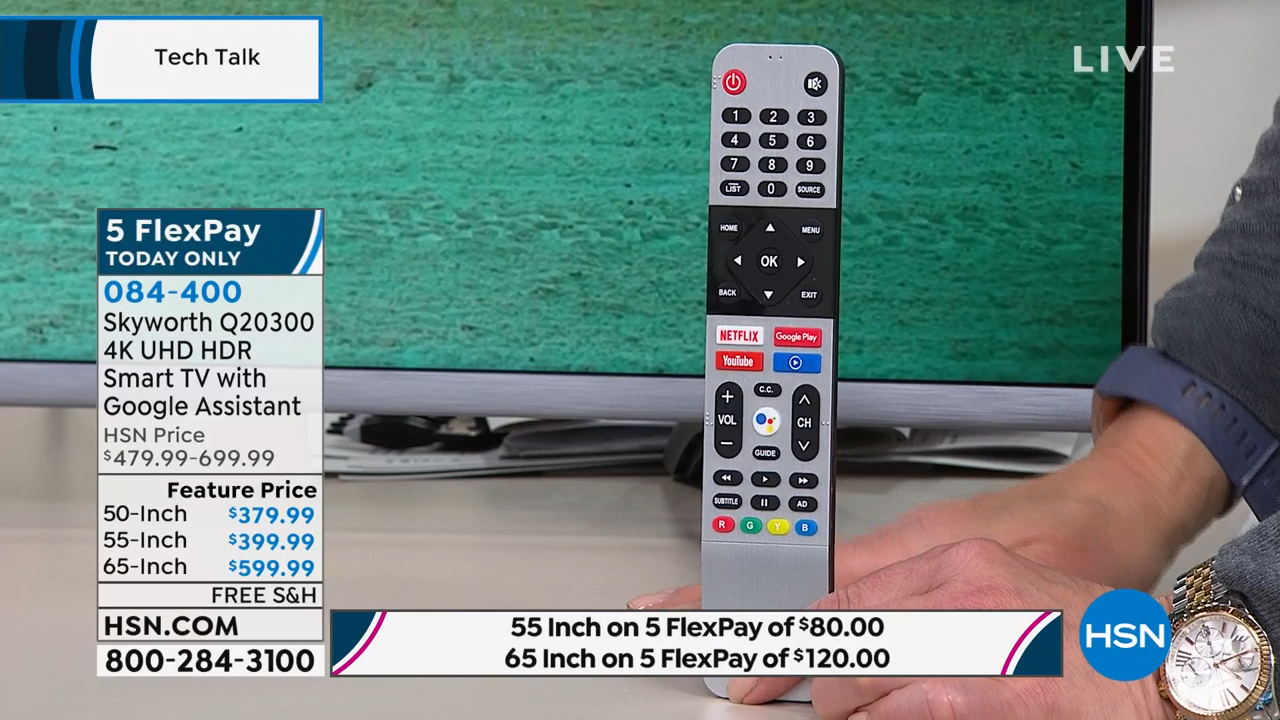 Tech Talk
LIVE
5 FlexPay
TODAY ONLY
084-400
Skyworth Q20300
4K UHD HDR
Smart TV with
Google Assistant
HSN Price
$479.99-699.99
Feature Price
50-Inch $379.99
55-Inch $399.99
65-Inch $599.99
FREE S&H
HSN.COM
800-284-3100
1 2 3
4 5 6
7 8 9
LIST 0 SOURCE
HOME MENU
OK
BACK EXIT
NETFLIX Google Play
YouTube
C.C.
+
VOL CH
−
GUIDE
SUBTITLE AD
R G Y B
55 Inch on 5 FlexPay of $80.00
65 Inch on 5 FlexPay of $120.00
HSN